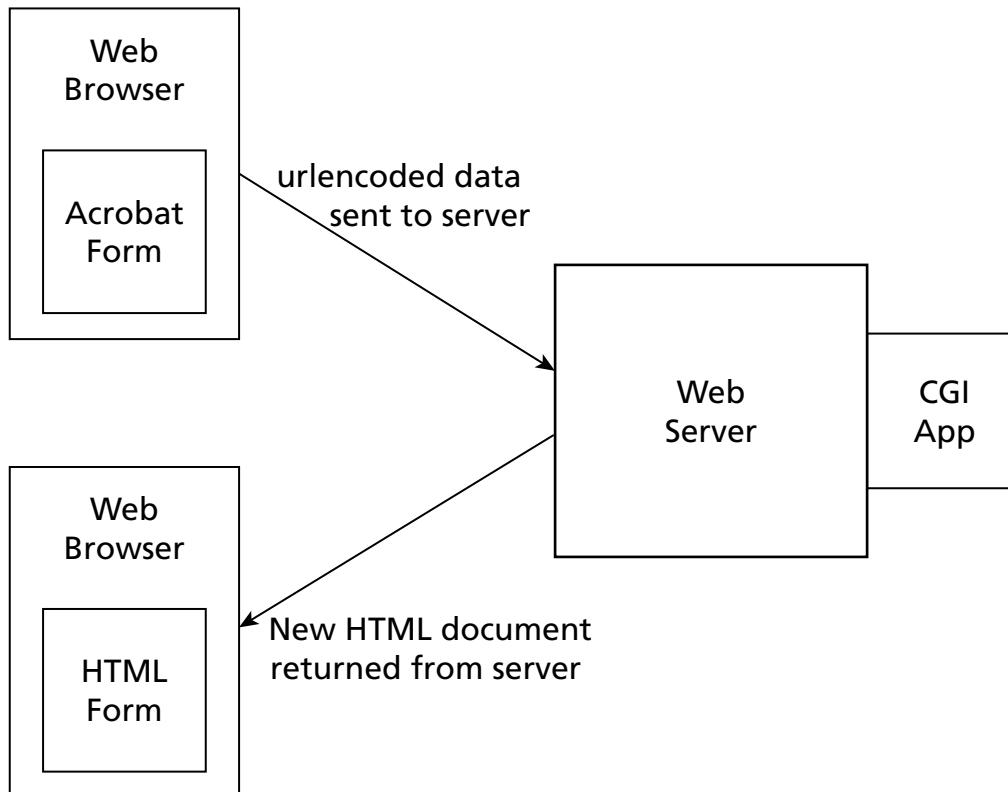 Web
Browser
Acrobat
Form
urlencoded data
sent to server
Web
Server
CGI
App
Web
Browser
HTML
Form
New HTML document
returned from server